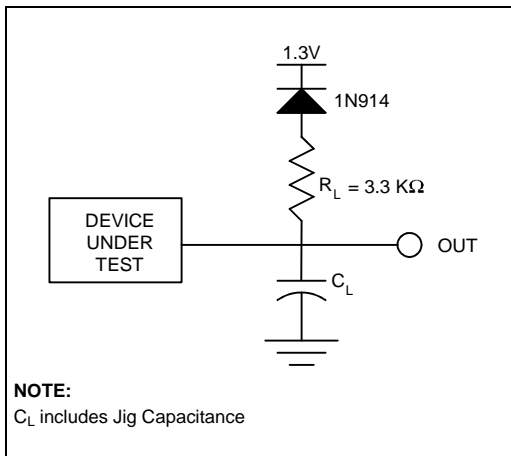 1.3V
1N914
R_L = 3.3 KΩ
DEVICE
UNDER
TEST
OUT
C_L
NOTE:
C_L includes Jig Capacitance